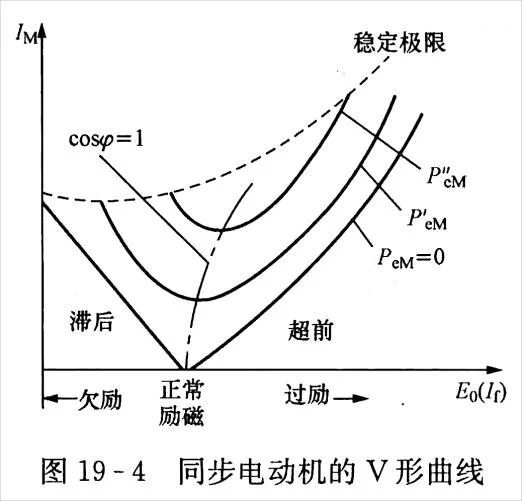 I_M
稳定极限
cosφ=1
P″_eM
P′_eM
P_eM=0
滞后
超前
欠励
正常
励磁
过励
E_0(I_f)
图 19-4 同步电动机的 V 形曲线